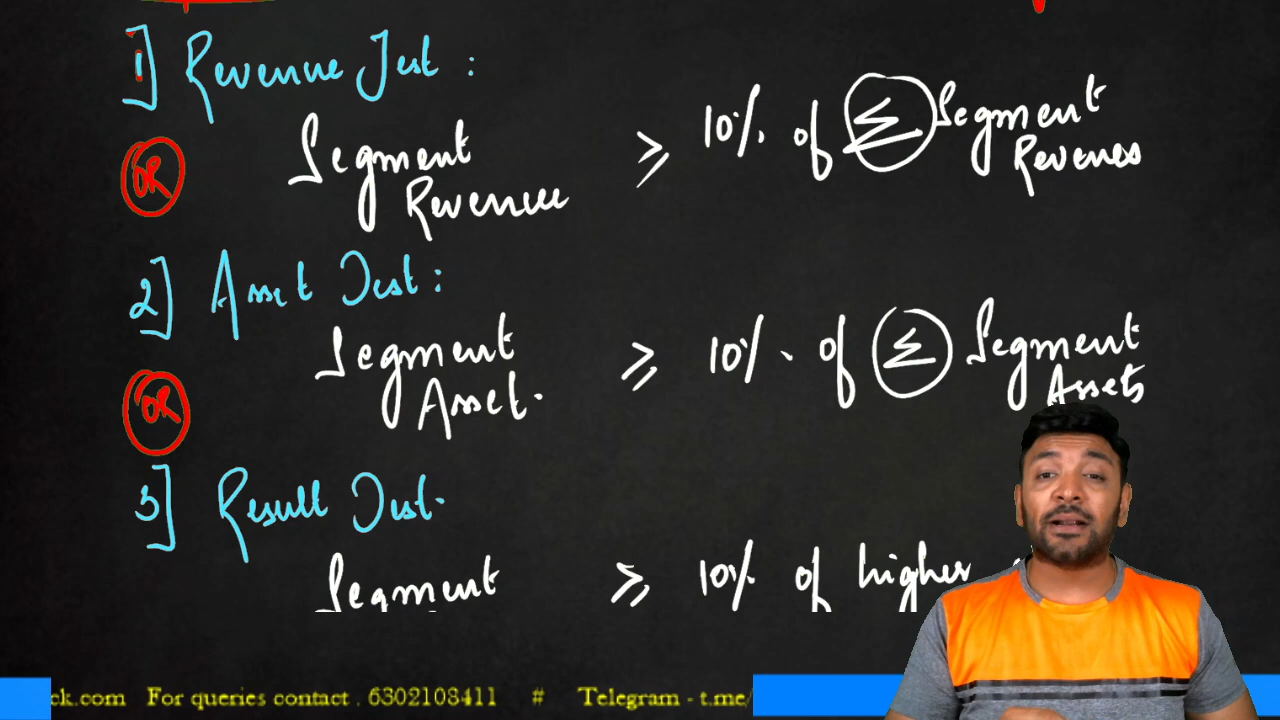 1] Revenue Test :
OR
Segment Revenue ≥ 10% of Σ Segment Revenues
2] Asset Test :
Segment Asset. ≥ 10% of Σ Segment Assets
OR
3] Result Test.
Segment ≥ 10% of higher
ck.com For queries contact . 6302108411 # Telegram - t.me/